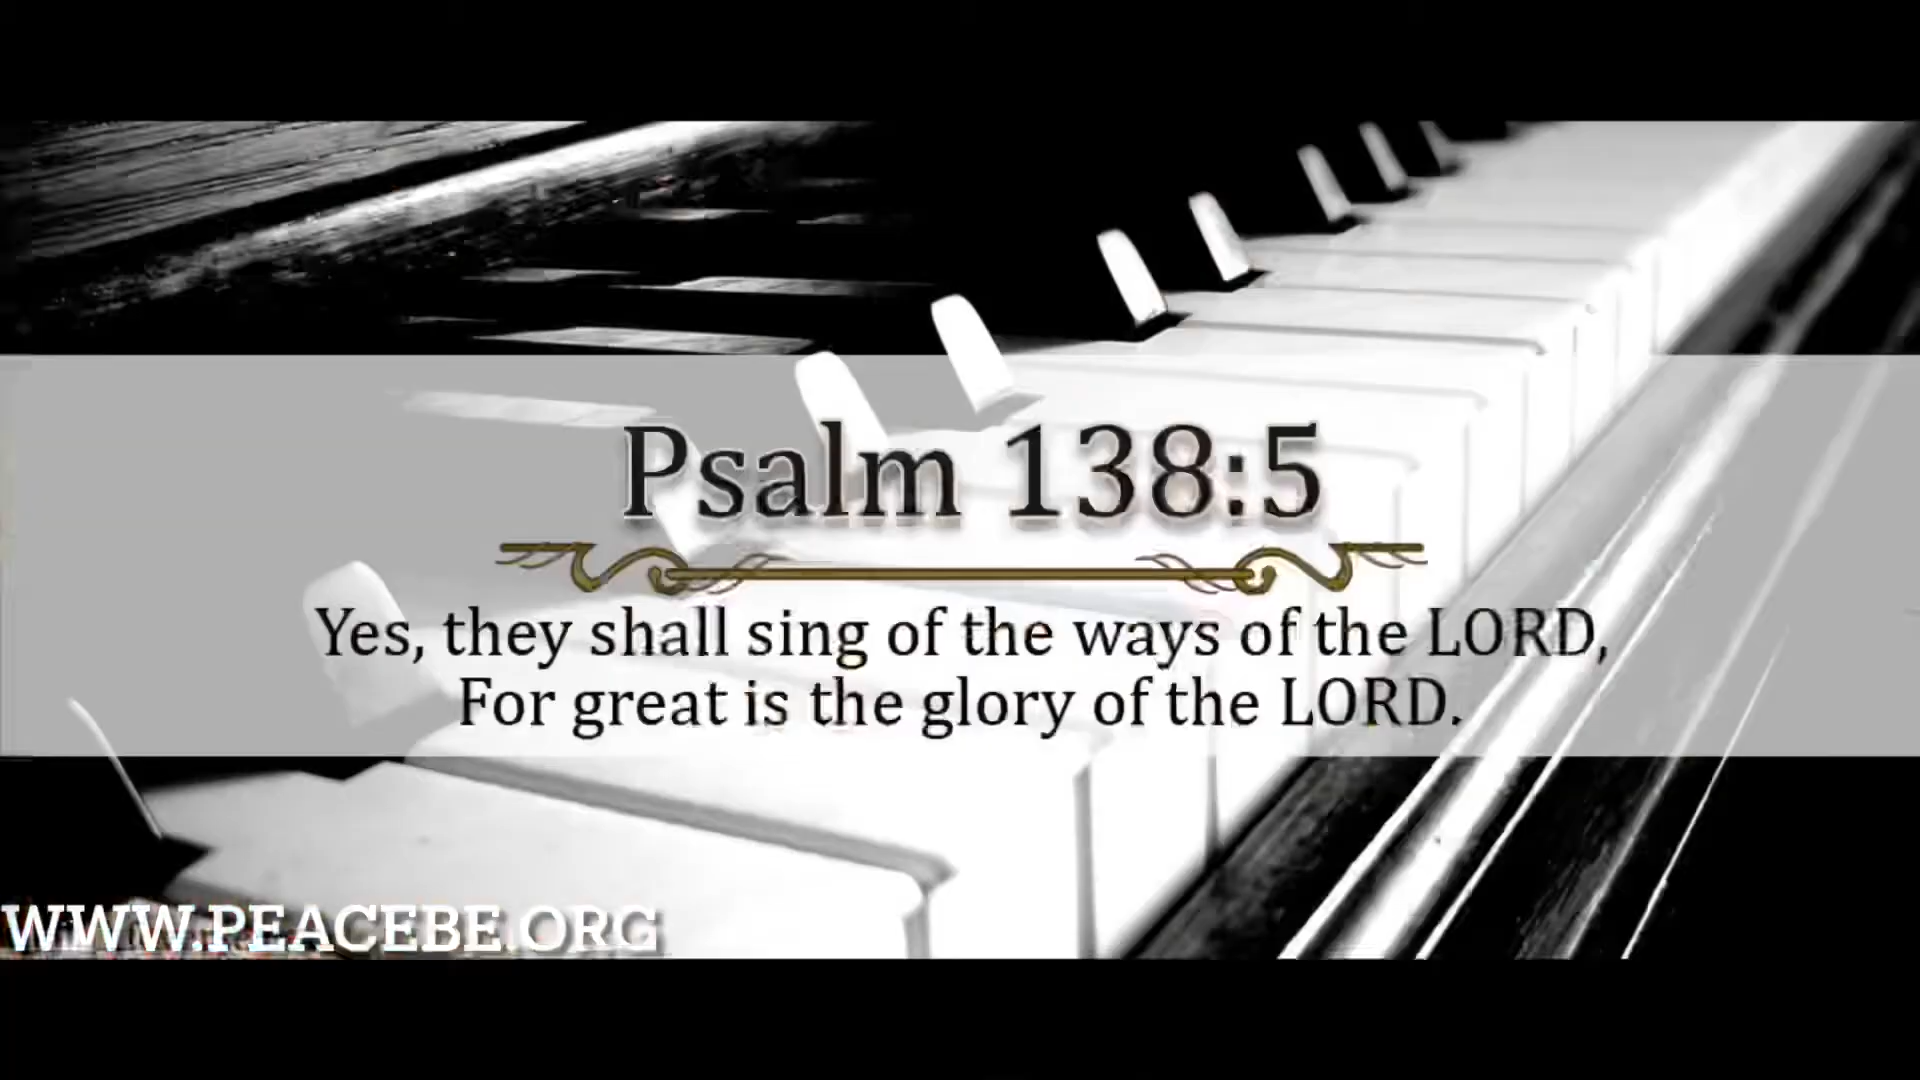 Psalm 138:5
Yes, they shall sing of the ways of the LORD,
For great is the glory of the LORD.
WWW.PEACEBE.ORG